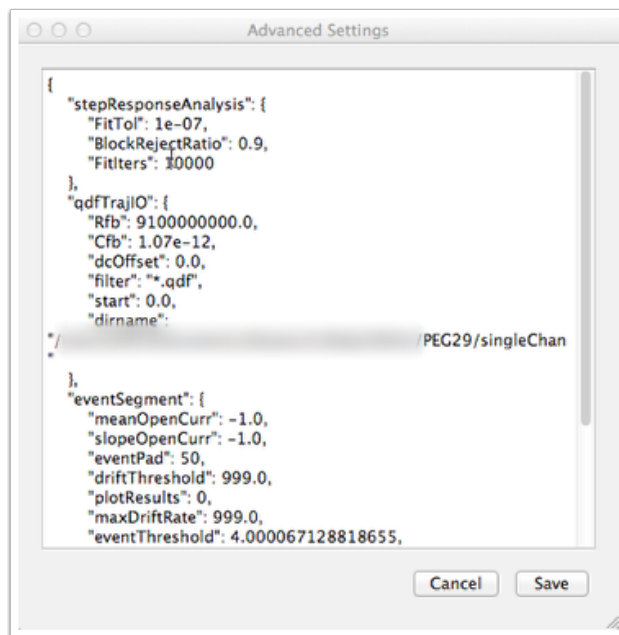 Advanced Settings
{
"stepResponseAnalysis": {
"FitTol": 1e-07,
"BlockRejectRatio": 0.9,
"FitIters": 10000
},
"qdfTrajIO": {
"Rfb": 9100000000.0,
"Cfb": 1.07e-12,
"dcOffset": 0.0,
"filter": "*.qdf",
"start": 0.0,
"dirname":
"/ /PEG29/singleChan
"
},
"eventSegment": {
"meanOpenCurr": -1.0,
"slopeOpenCurr": -1.0,
"eventPad": 50,
"driftThreshold": 999.0,
"plotResults": 0,
"maxDriftRate": 999.0,
"eventThreshold": 4.000067128818655,
Cancel Save